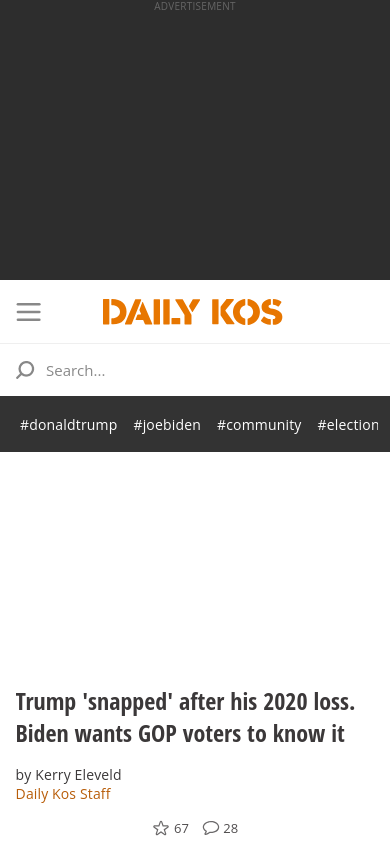 ADVERTISEMENT
DAILY KOS
Search...
#donaldtrump #joebiden #community #election
Trump 'snapped' after his 2020 loss.
Biden wants GOP voters to know it
by Kerry Eleveld
Daily Kos Staff
67 28